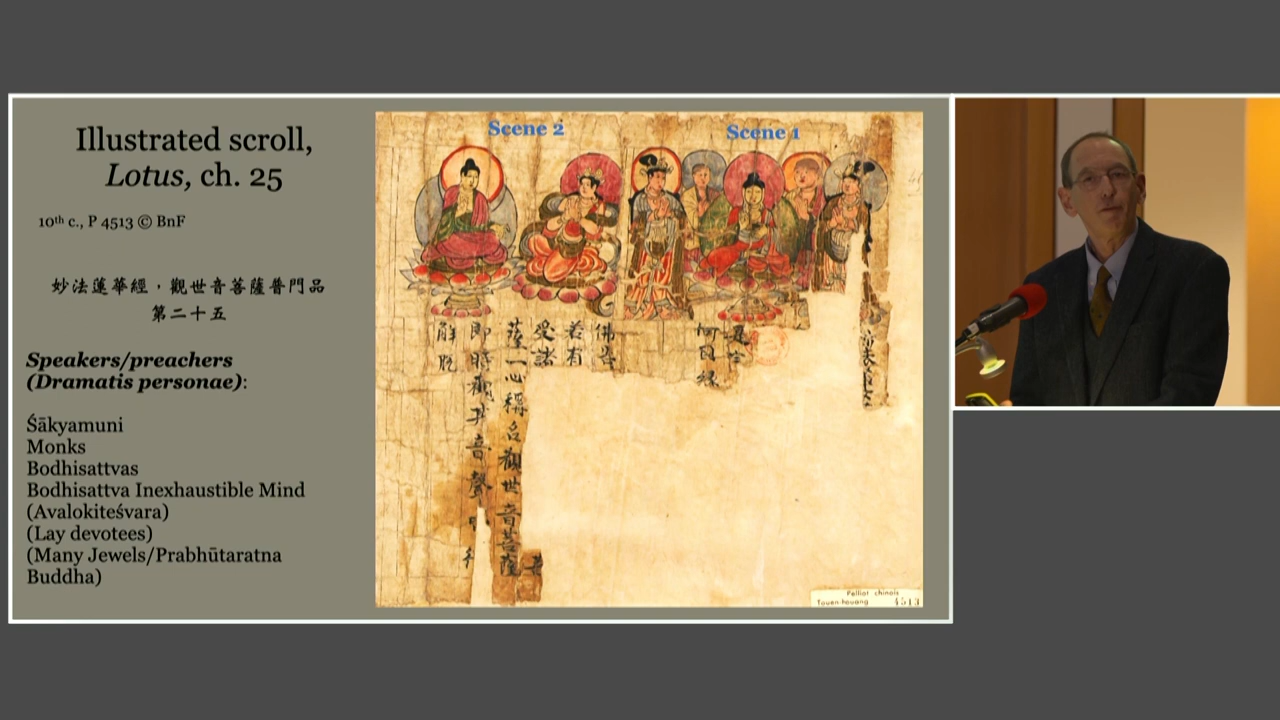 Illustrated scroll,
Lotus, ch. 25
10th c., P 4513 © BnF
妙法蓮華經，觀世音菩薩普門品
第二十五
Speakers/preachers
(Dramatis personae):
Śākyamuni
Monks
Bodhisattvas
Bodhisattva Inexhaustible Mind
(Avalokiteśvara)
(Lay devotees)
(Many Jewels/Prabhūtaratna
Buddha)
Scene 2
Scene 1
因緣
佛告
若有
受諸
薩一心稱名觀世音菩薩
即時觀其音聲
解脫
Pelliot chinois
Touen-houang 4513